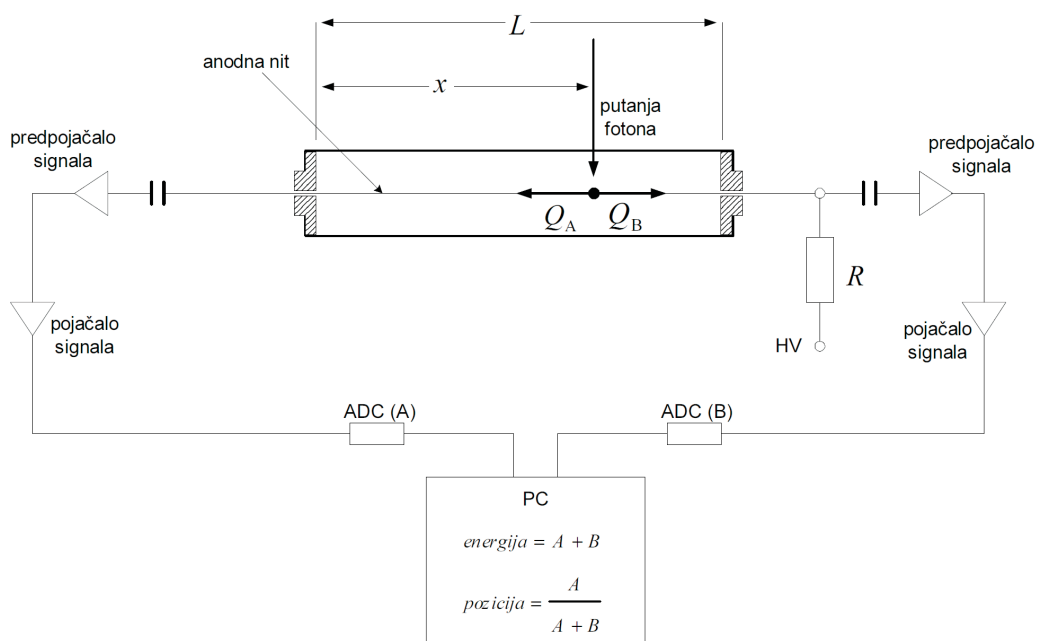 L
anodna nit
x
putanja
fotona
predpojačalo
signala
predpojačalo
signala
Q_A
Q_B
R
pojačalo
signala
pojačalo
signala
HV
ADC (A)
ADC (B)
PC
energija = A + B
pozicija = A / A + B